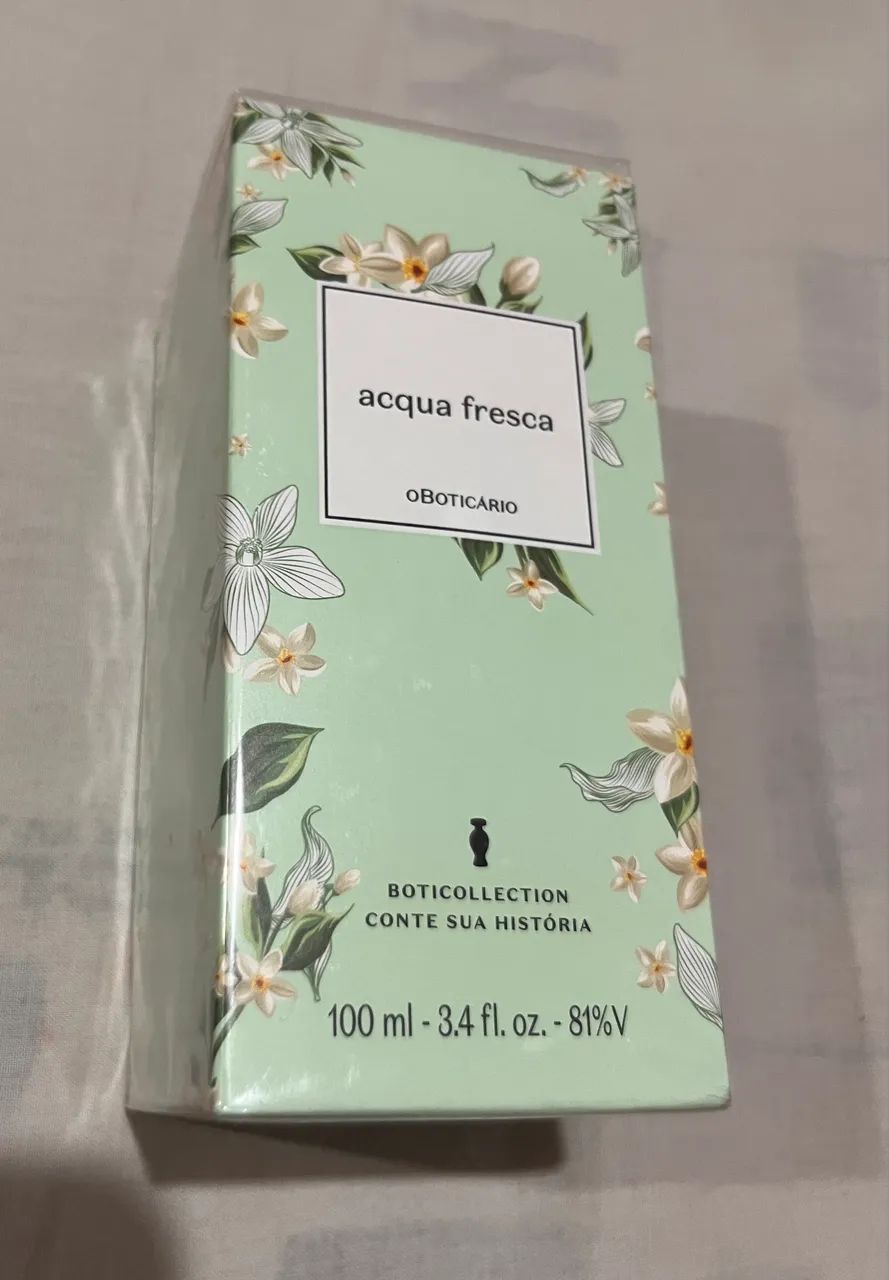 acqua fresca
oBOTICÁRIO
BOTICOLLECTION
CONTE SUA HISTÓRIA
100 ml - 3.4 fl. oz. - 81%V